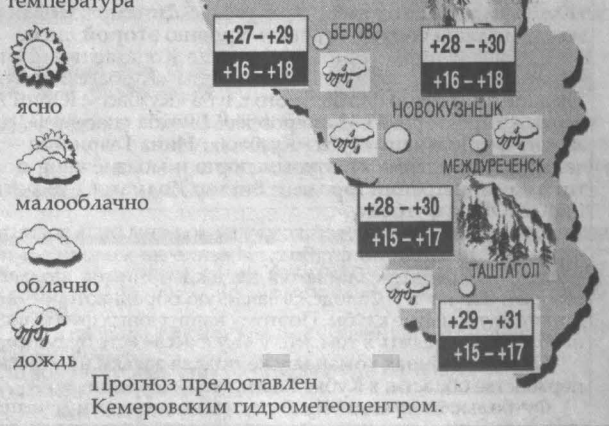 температура
ясно
малооблачно
облачно
дождь
+27 – +29
+16 – +18
БЕЛОВО
+28 – +30
+16 – +18
НОВОКУЗНЕЦК
МЕЖДУРЕЧЕНСК
+28 – +30
+15 – +17
ТАШТАГОЛ
+29 – +31
+15 – +17
Прогноз предоставлен
Кемеровским гидрометеоцентром.